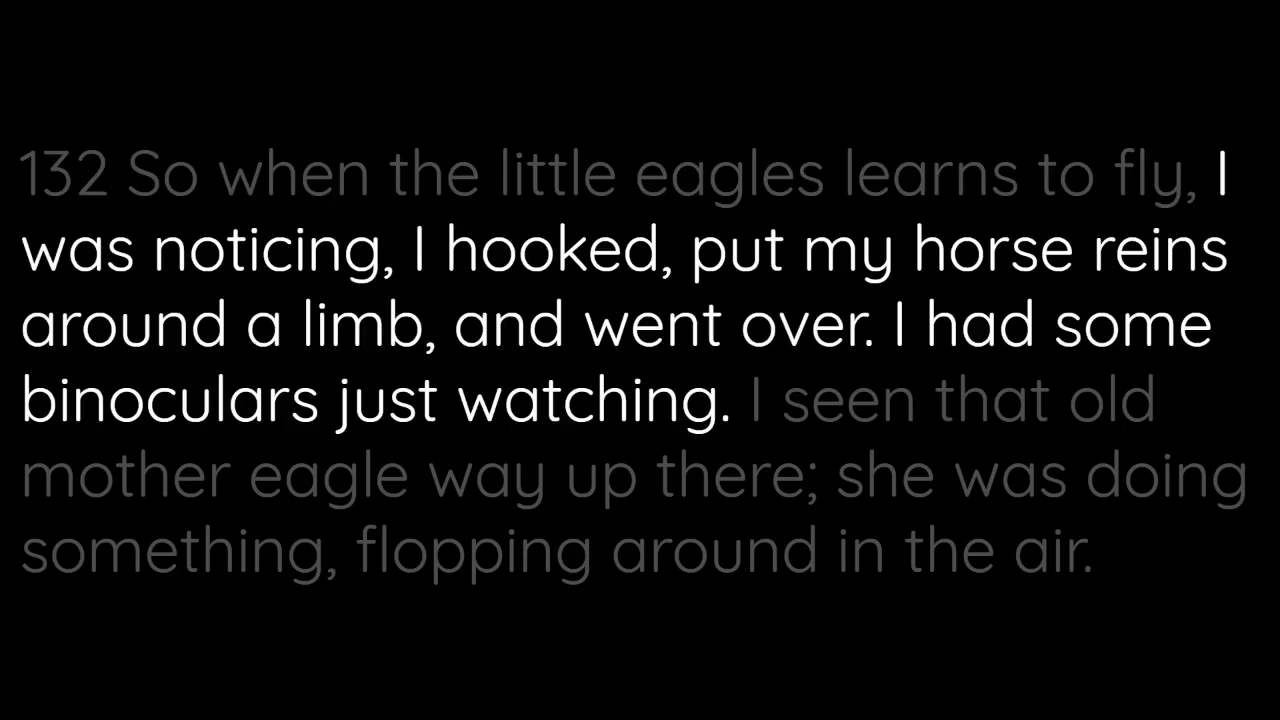 132 So when the little eagles learns to fly, I
was noticing, I hooked, put my horse reins
around a limb, and went over. I had some
binoculars just watching. I seen that old
mother eagle way up there; she was doing
something, flopping around in the air.